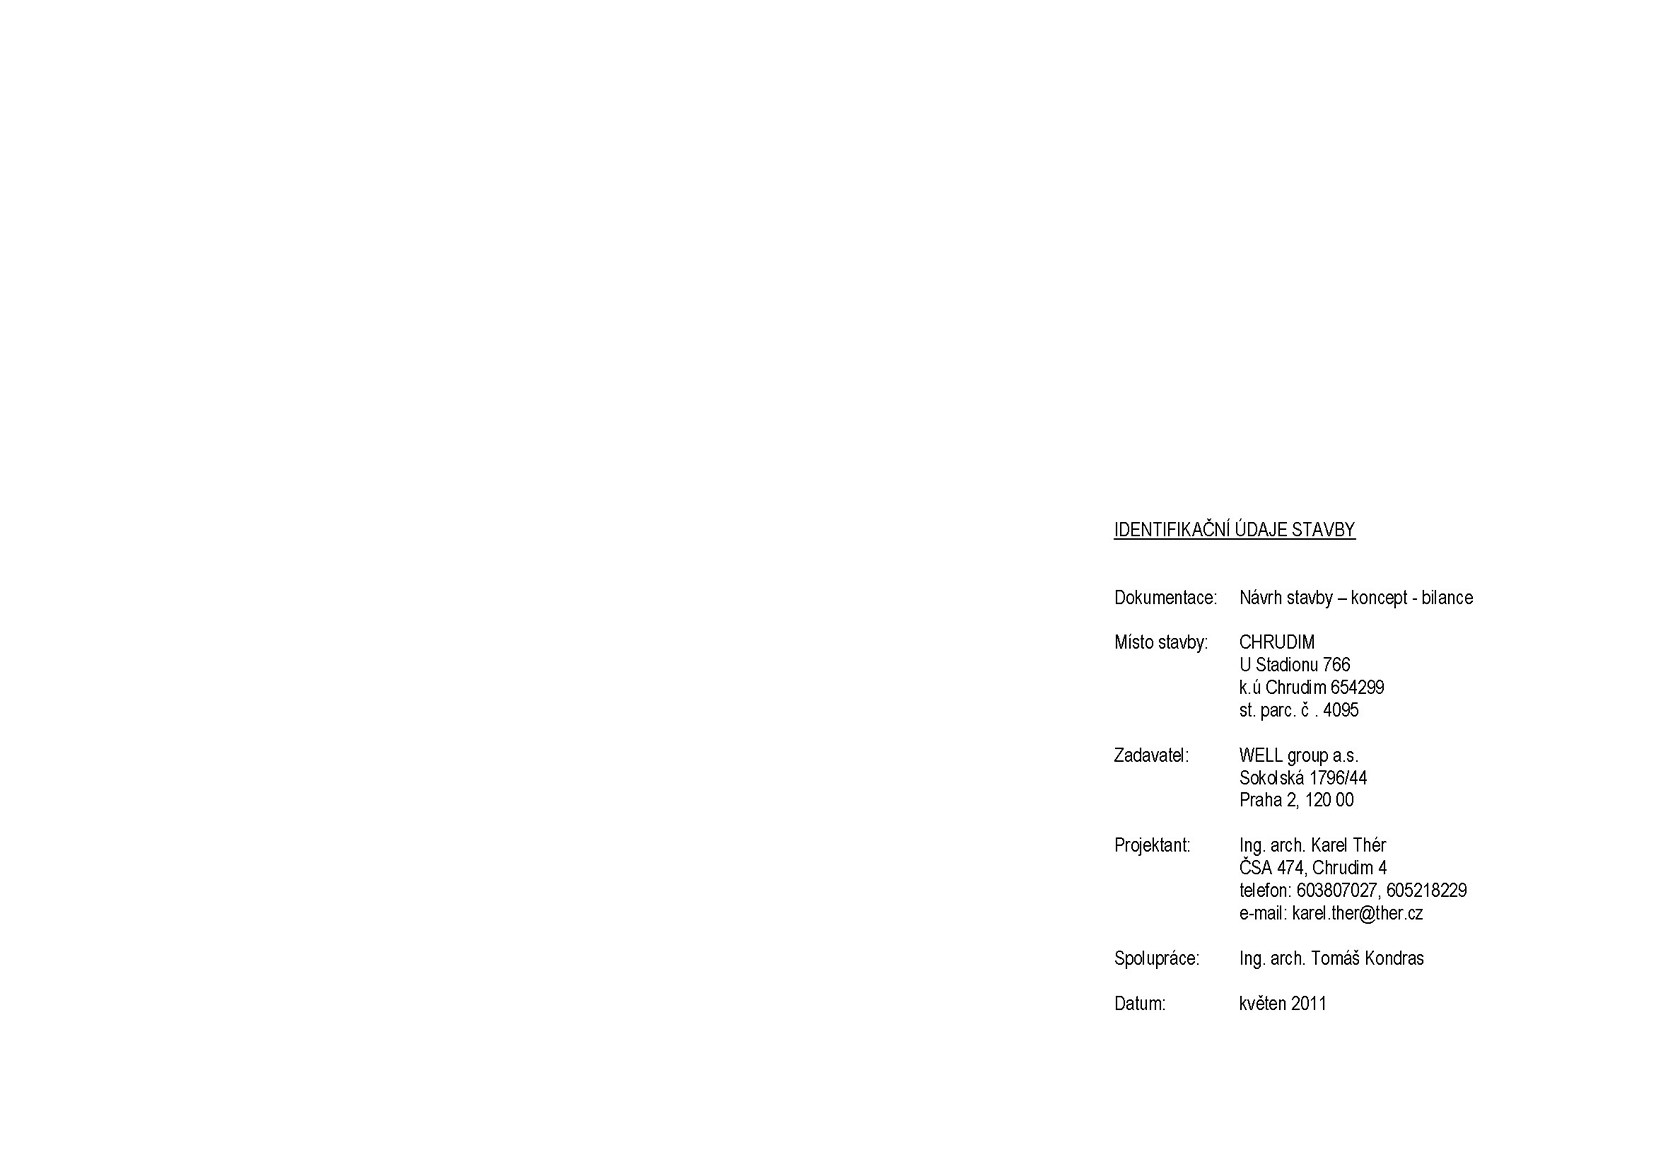 IDENTIFIKAČNÍ ÚDAJE STAVBY
Dokumentace: Návrh stavby – koncept - bilance
Místo stavby: CHRUDIM
U Stadionu 766
k.ú Chrudim 654299
st. parc. č . 4095
Zadavatel: WELL group a.s.
Sokolská 1796/44
Praha 2, 120 00
Projektant: Ing. arch. Karel Thér
ČSA 474, Chrudim 4
telefon: 603807027, 605218229
e-mail: karel.ther@ther.cz
Spolupráce: Ing. arch. Tomáš Kondras
Datum: květen 2011